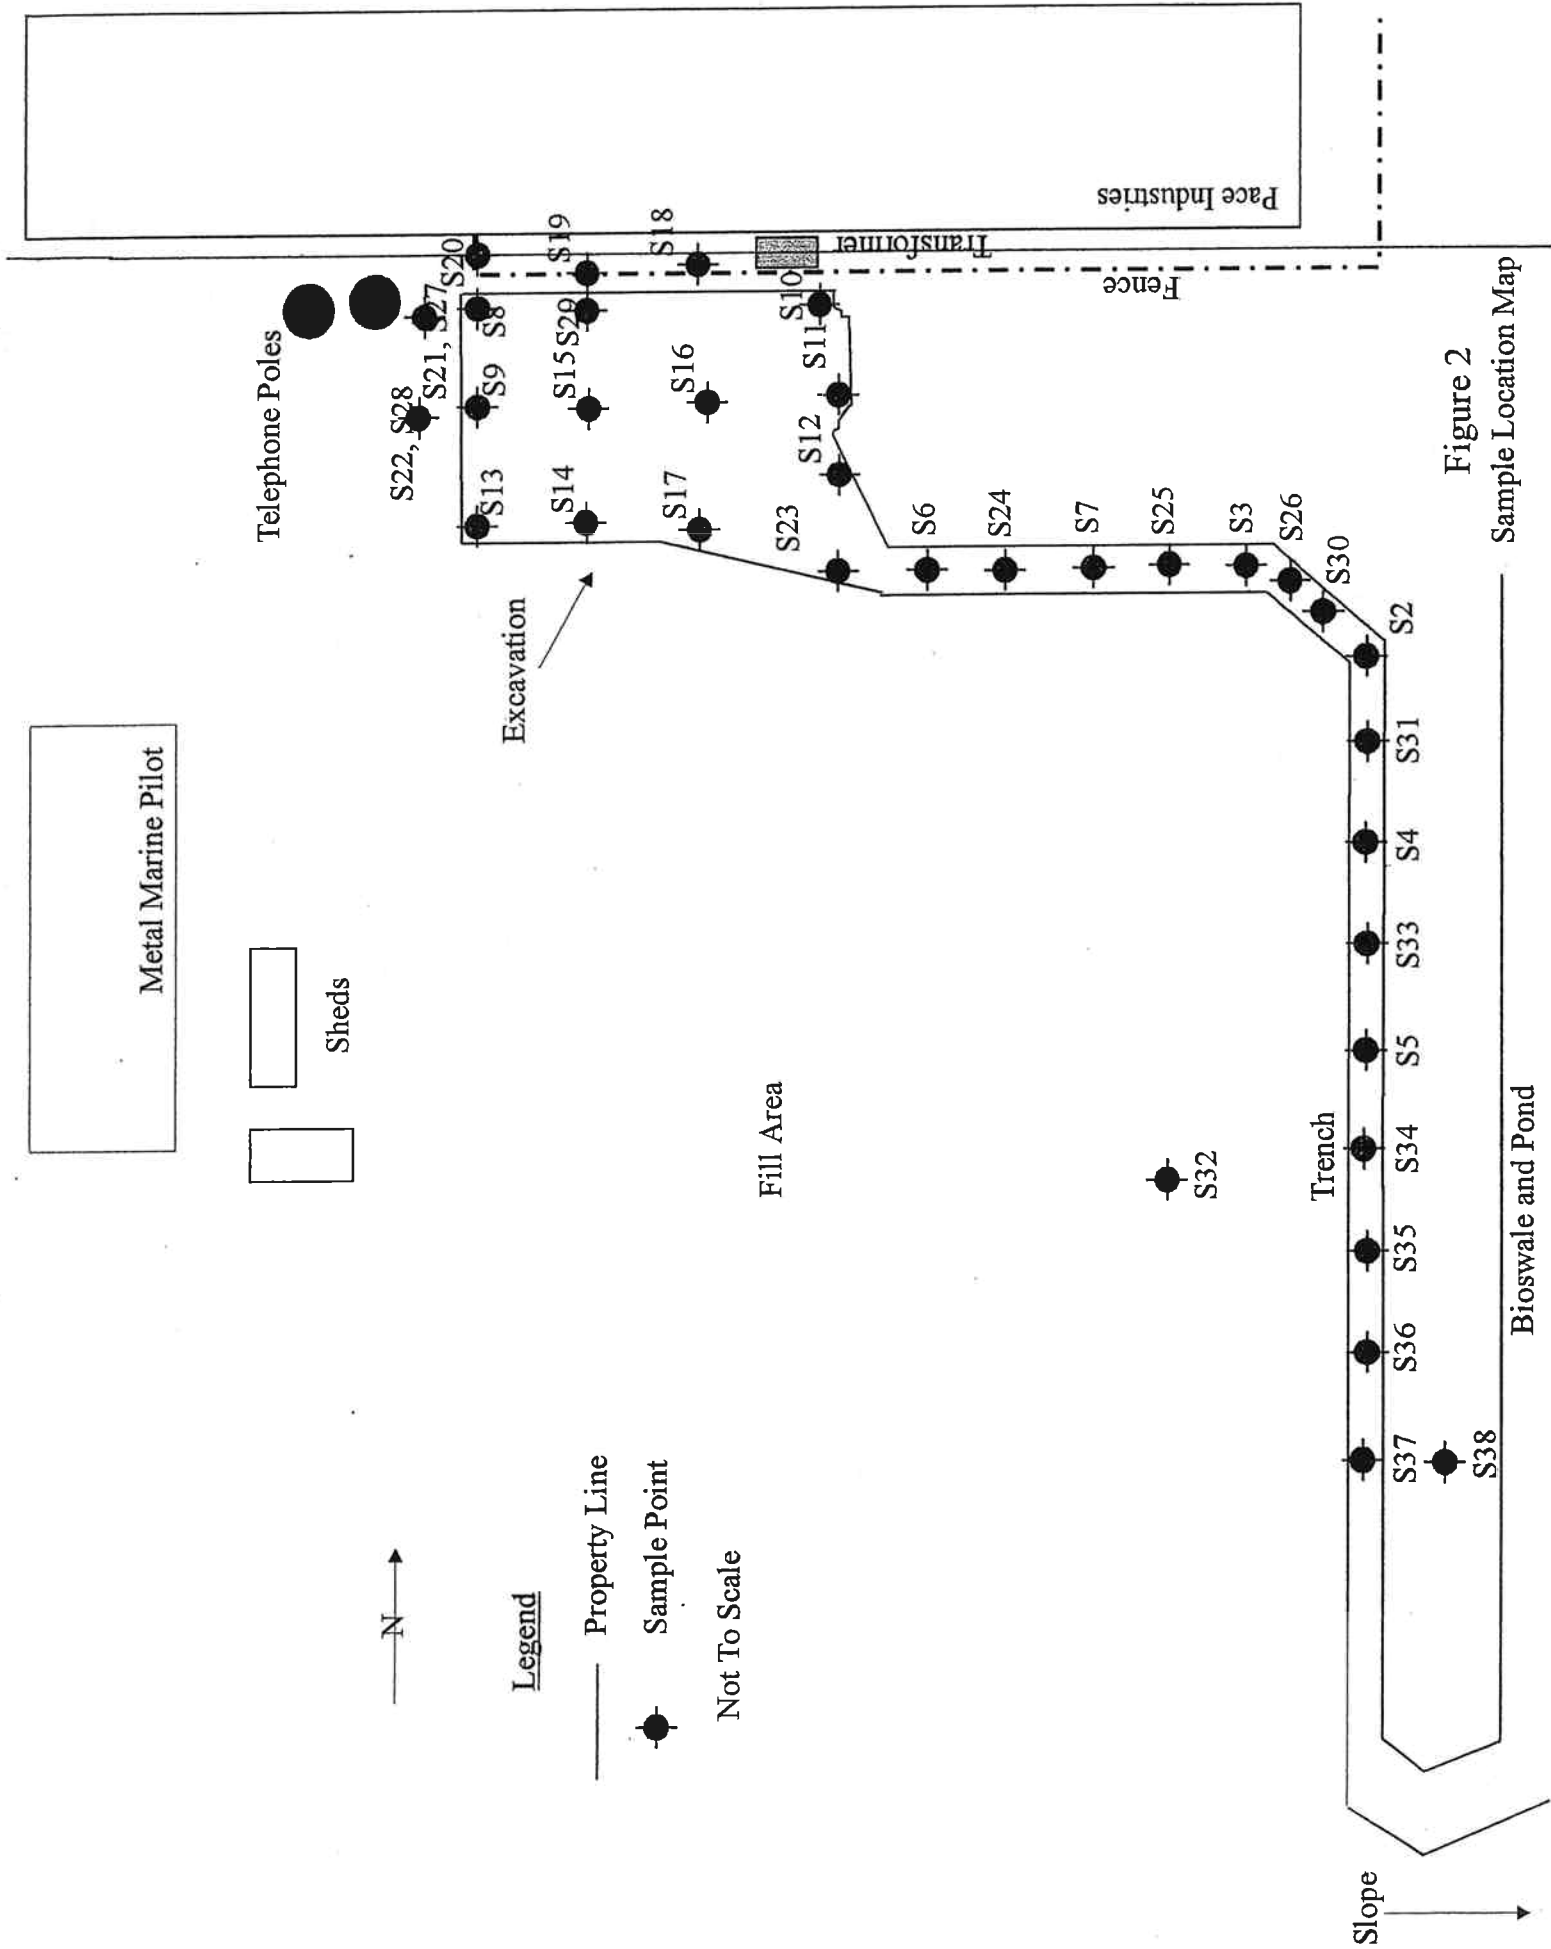 Metal Marine Pilot
Sheds
Telephone Poles
Pace Industries
Transformer
Fence
Excavation
Fill Area
Trench
Bioswale and Pond
Slope
N
Legend
Property Line
Sample Point
Not To Scale
S22, S28
S21, S27
S20
S19
S18
S13
S9
S8
S14
S15
S29
S17
S16
S10
S11
S12
S23
S6
S24
S7
S25
S3
S26
S30
S2
S31
S4
S33
S5
S34
S35
S36
S37
S38
S32
Figure 2
Sample Location Map